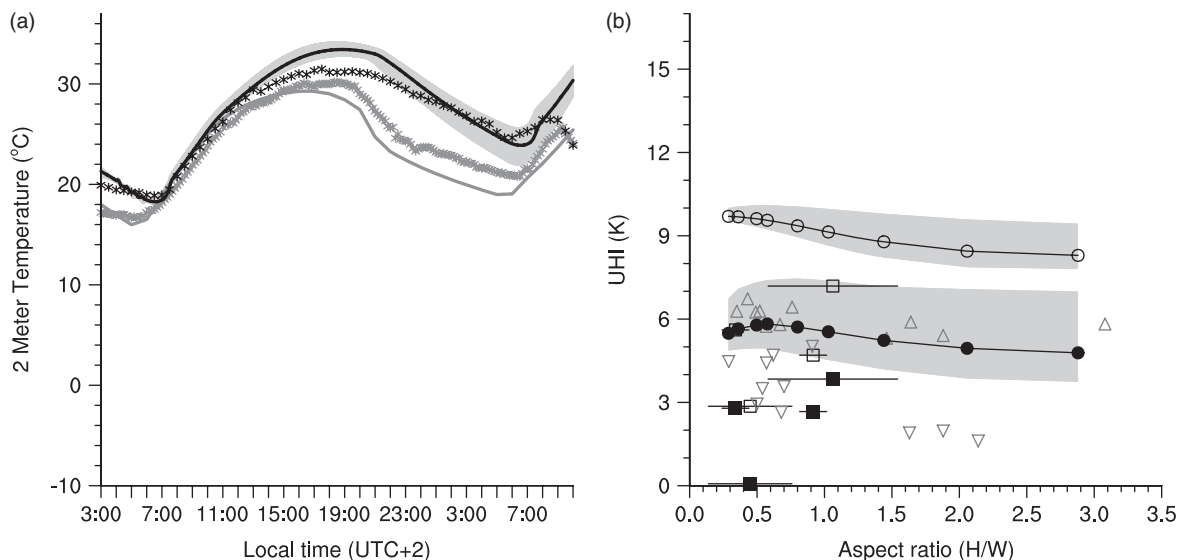 (a)
30
20
10
0
-10
2 Meter Temperature (°C)
3:00 7:00 11:00 15:00 19:00 23:00 3:00 7:00
Local time (UTC+2)
(b)
15
12
9
6
3
0
UHI (K)
0.0 0.5 1.0 1.5 2.0 2.5 3.0 3.5
Aspect ratio (H/W)